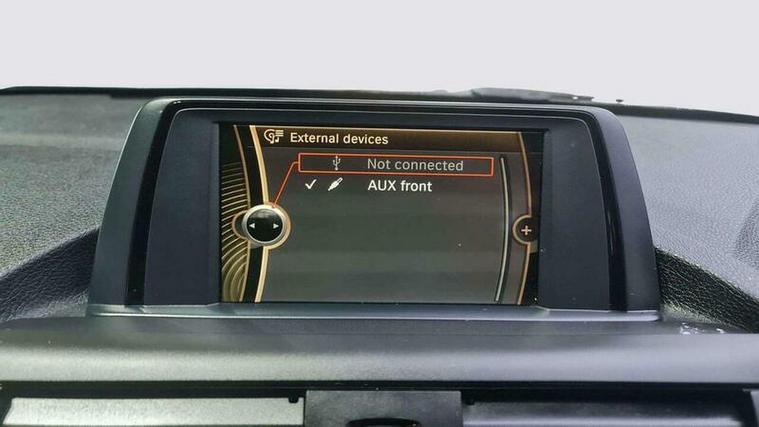 External devices
Not connected
AUX front